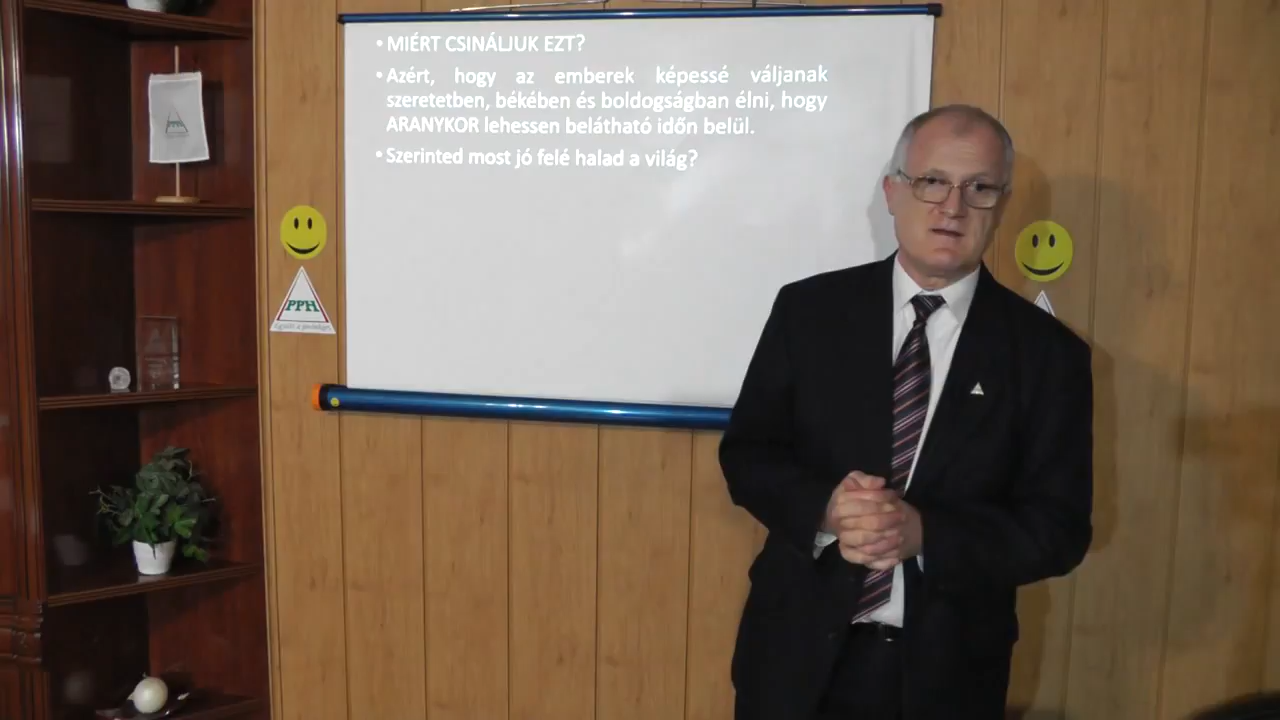 • MIÉRT CSINÁLJUK EZT?
• Azért, hogy az emberek képessé váljanak
szeretetben, békében és boldogságban élni, hogy
ARANYKOR lehessen belátható időn belül.
• Szerinted most jó felé halad a világ?
PPH